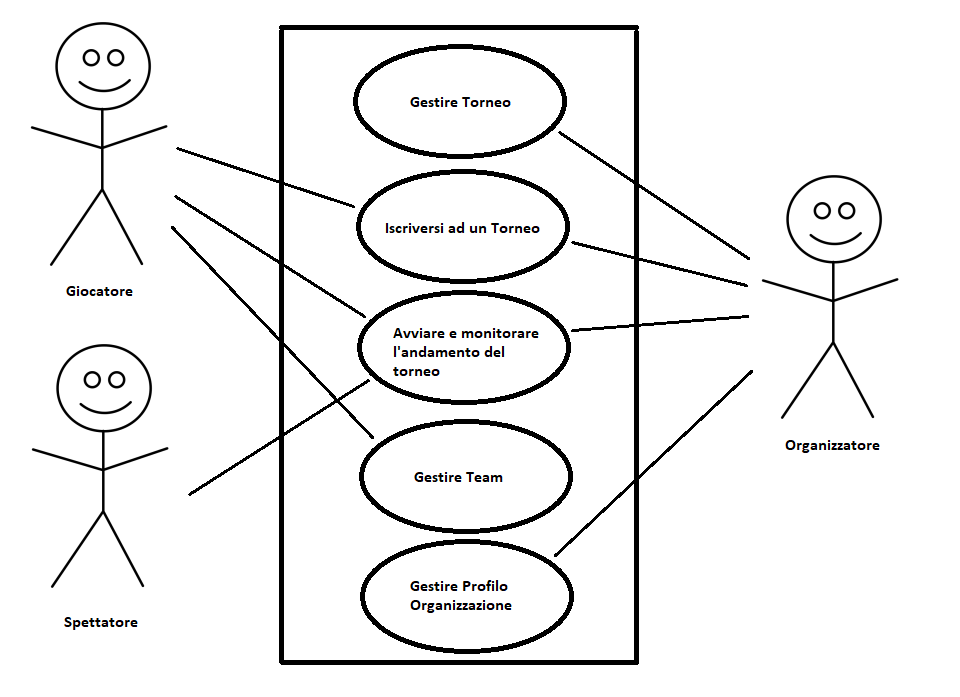 Gestire Torneo
Iscriversi ad un Torneo
Giocatore
Avviare e monitorare
l'andamento del
torneo
Organizzatore
Gestire Team
Gestire Profilo
Organizzazione
Spettatore